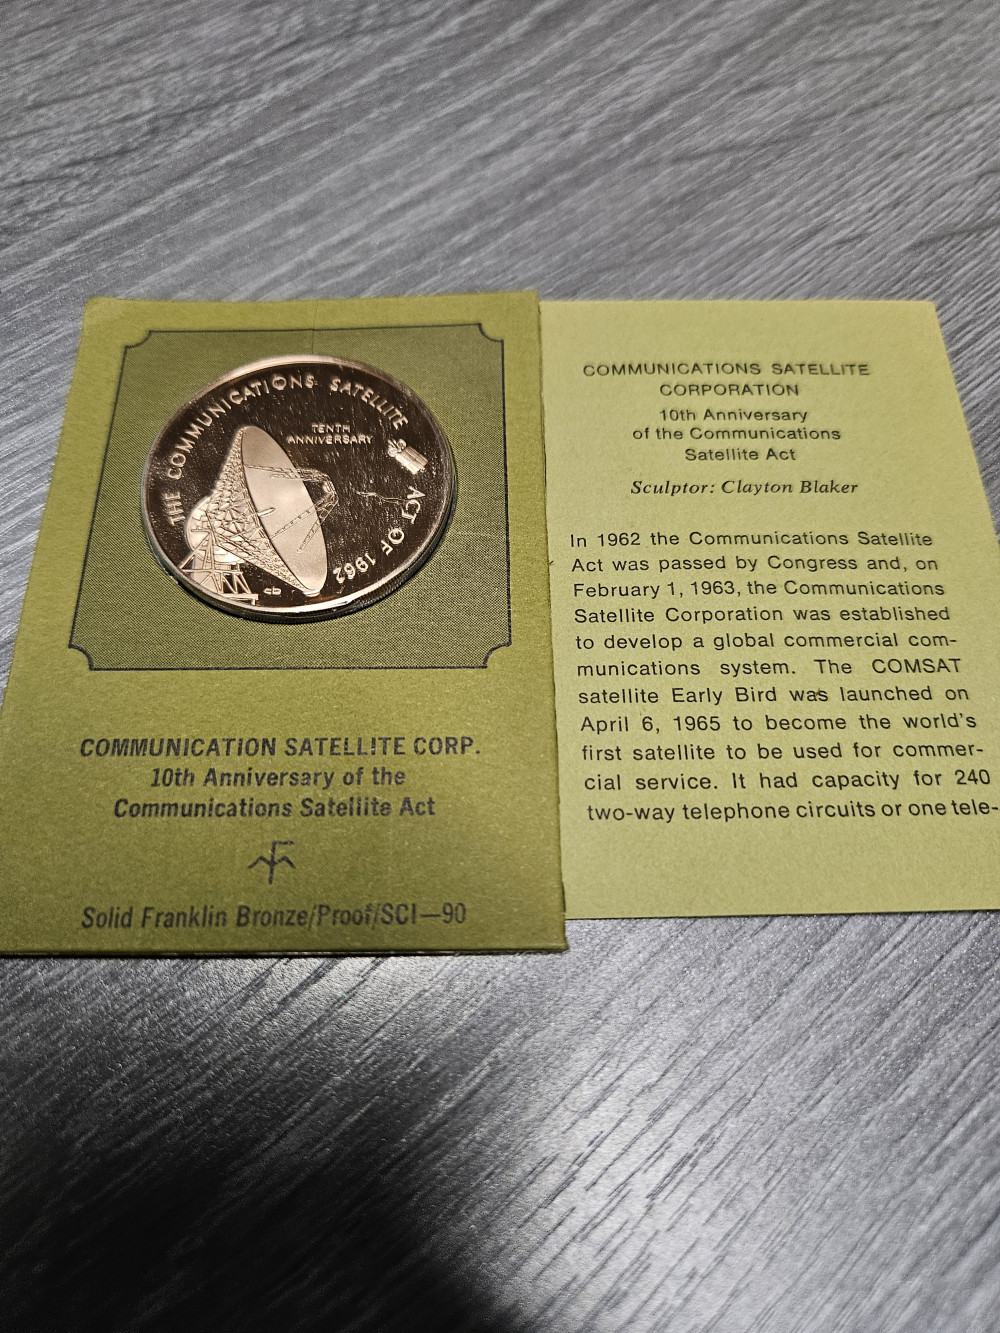 THE COMMUNICATIONS SATELLITE ACT OF 1962
TENTH
ANNIVERSARY
cb
COMMUNICATION SATELLITE CORP.
10th Anniversary of the
Communications Satellite Act
Solid Franklin Bronze/Proof/SCI—90
COMMUNICATIONS SATELLITE
CORPORATION
10th Anniversary
of the Communications
Satellite Act
Sculptor: Clayton Blaker
In 1962 the Communications Satellite
Act was passed by Congress and, on
February 1, 1963, the Communications
Satellite Corporation was established
to develop a global commercial com-
munications system. The COMSAT
satellite Early Bird was launched on
April 6, 1965 to become the world's
first satellite to be used for commer-
cial service. It had capacity for 240
two-way telephone circuits or one tele-